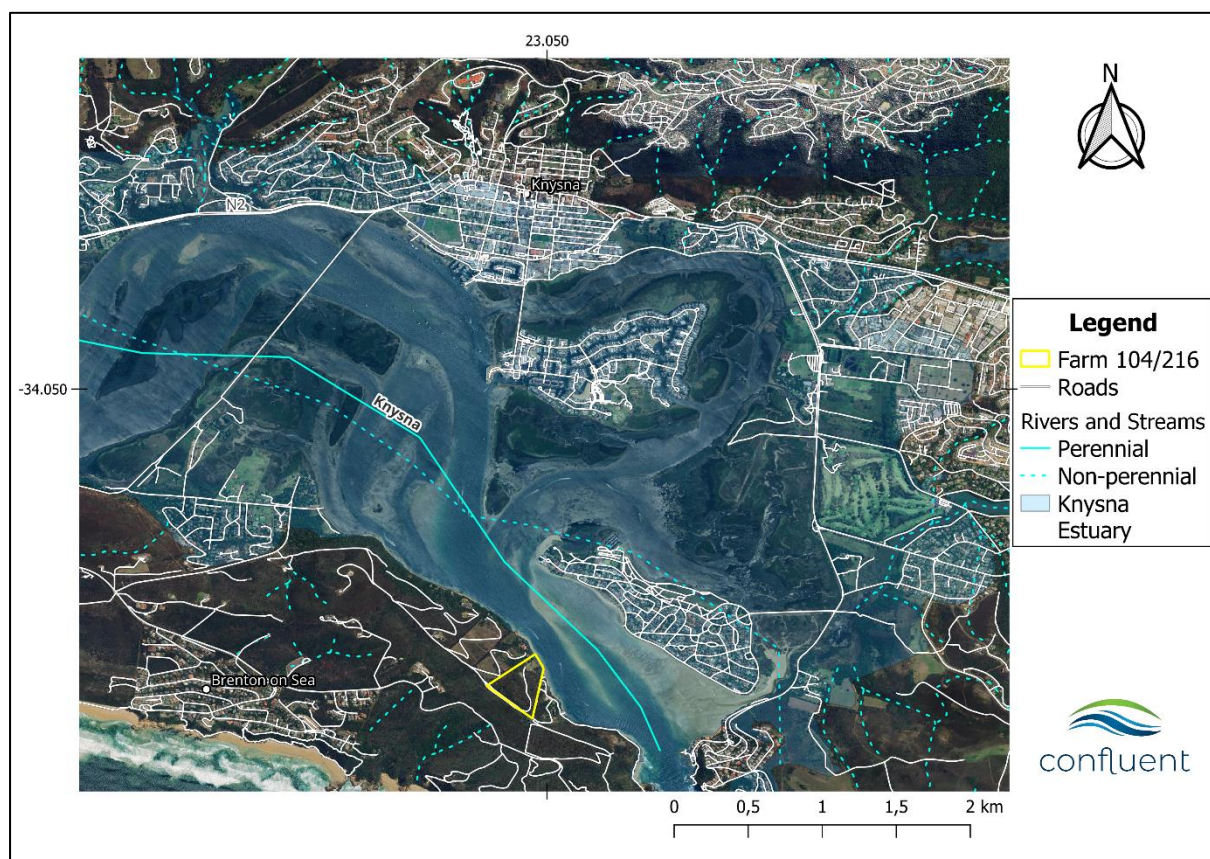 23.050
N
Knysna
N2
-34.050
Knysna
Brenton on Sea
Legend
Farm 104/216
Roads
Rivers and Streams
Perennial
Non-perennial
Knysna
Estuary
confluent
0 0,5 1 1,5 2 km